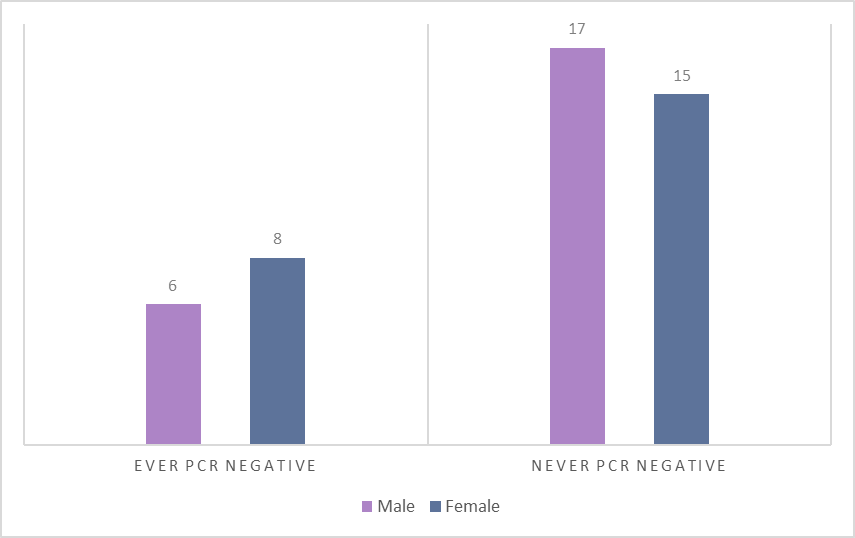 17
15
8
6
EVER PCR NEGATIVE
NEVER PCR NEGATIVE
Male
Female